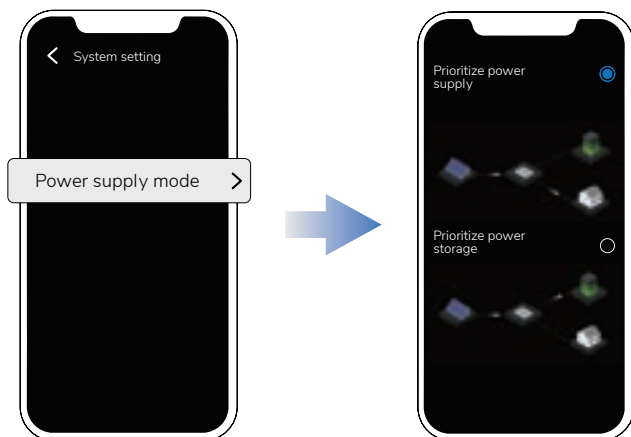 System setting
Power supply mode
Prioritize power
supply
Prioritize power
storage